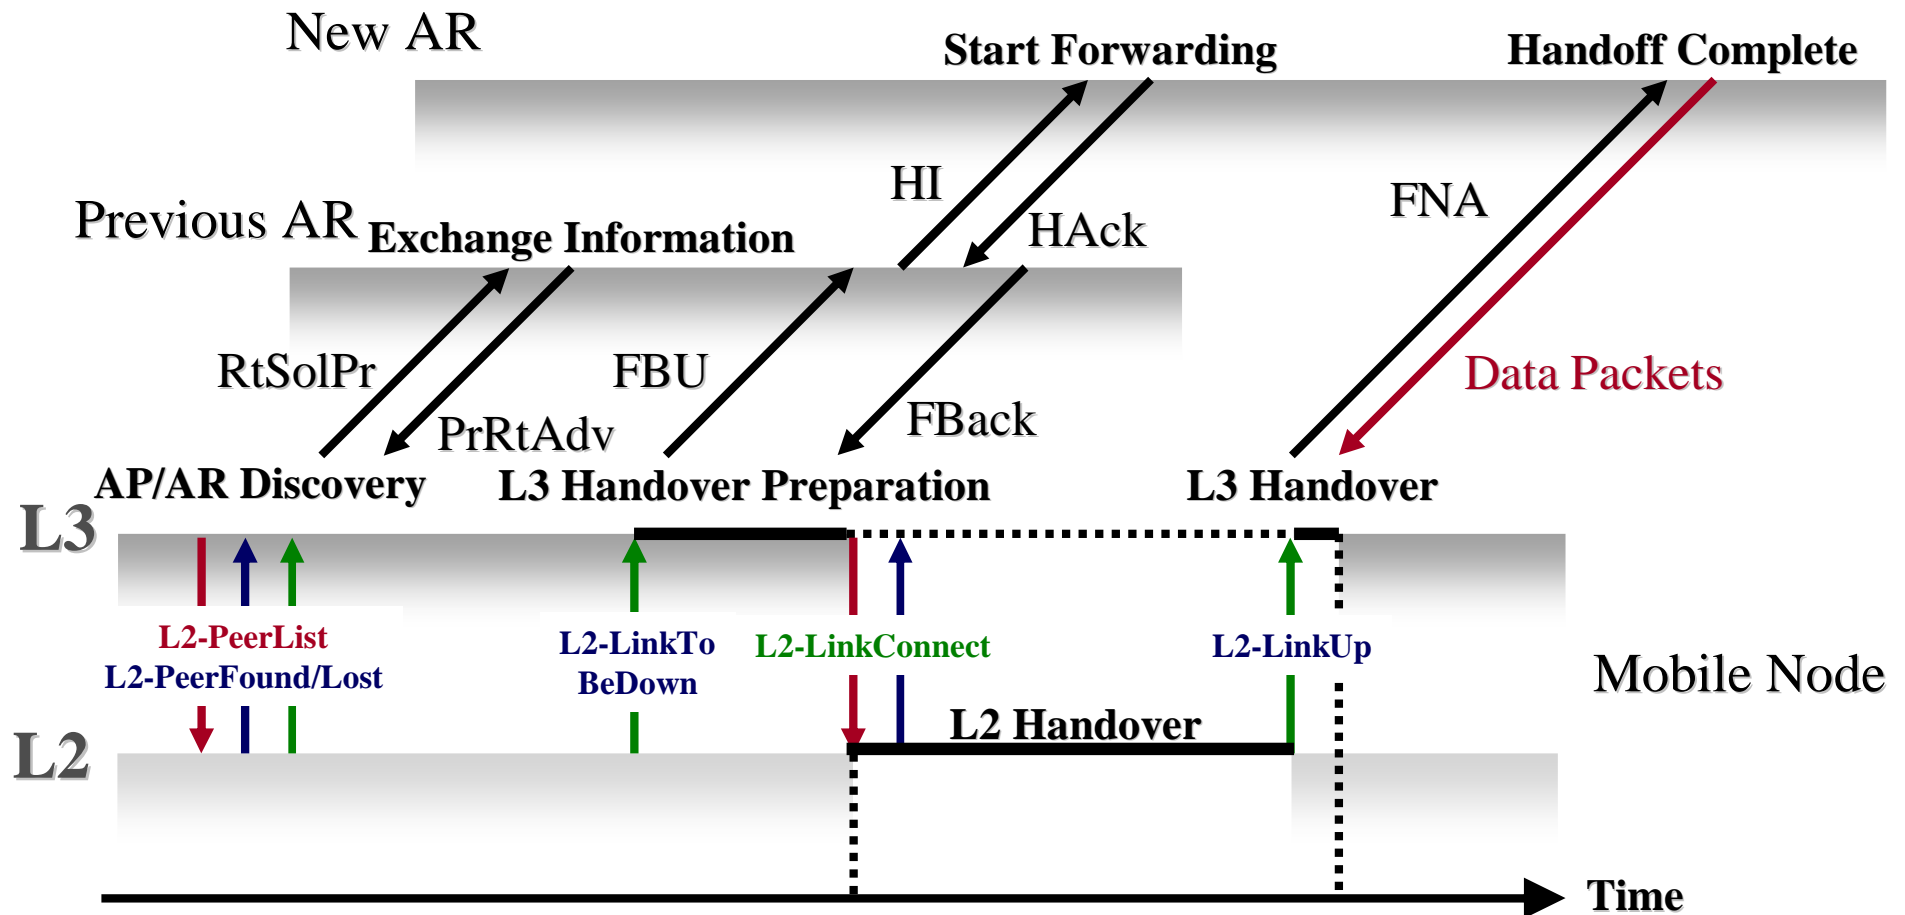 New AR
Start Forwarding
Handoff Complete
HI
FNA
Previous AR
Exchange Information
HAck
RtSolPr
FBU
Data Packets
PrRtAdv
FBack
AP/AR Discovery
L3 Handover Preparation
L3 Handover
L3
L2-PeerList
L2-PeerFound/Lost
L2-LinkTo
BeDown
L2-LinkConnect
L2-LinkUp
Mobile Node
L2 Handover
L2
Time